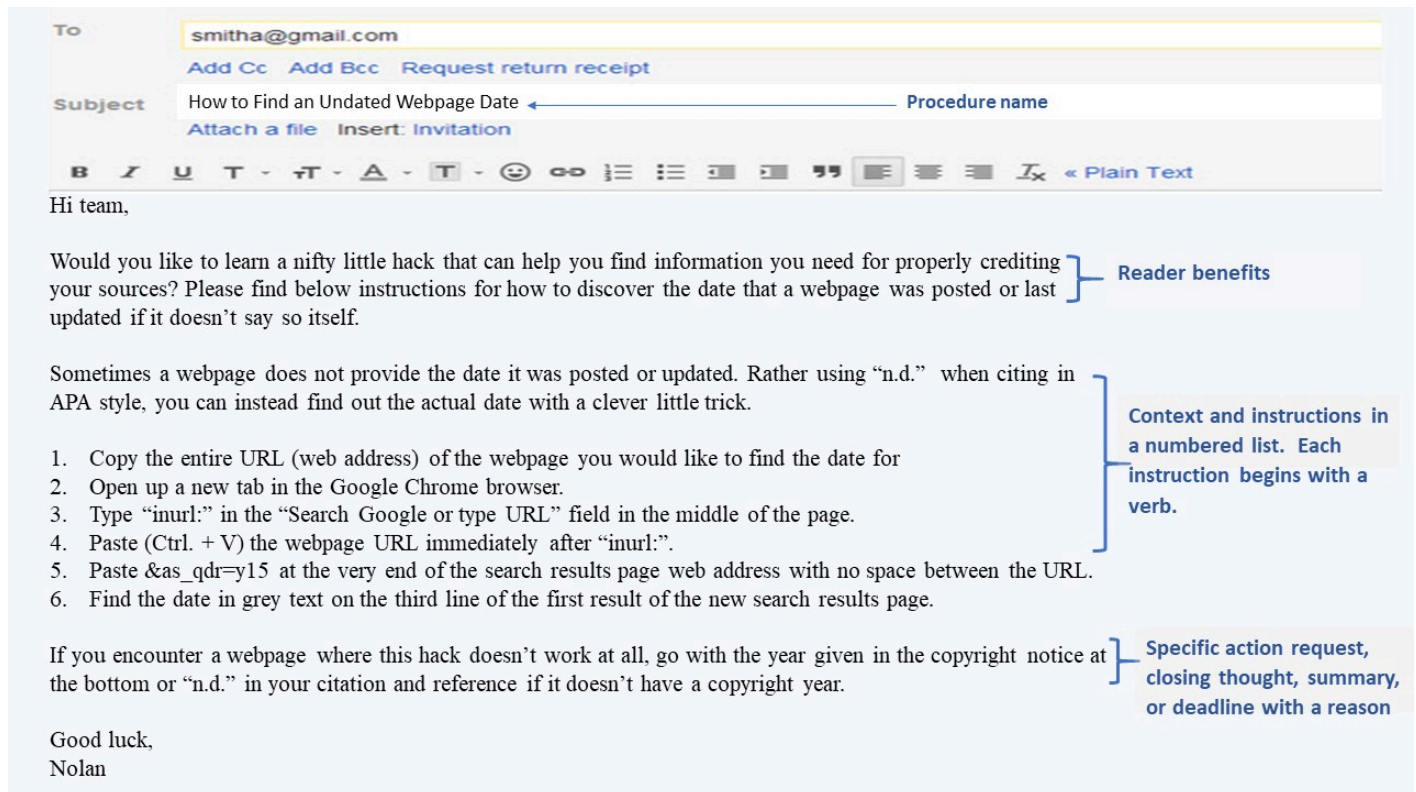 To
smitha@gmail.com
Add Cc Add Bcc Request return receipt
Subject
How to Find an Undated Webpage Date
Procedure name
Attach a file Insert: Invitation
B I U T T A T « Plain Text
Hi team,
Would you like to learn a nifty little hack that can help you find information you need for properly crediting
your sources? Please find below instructions for how to discover the date that a webpage was posted or last
updated if it doesn’t say so itself.
Reader benefits
Sometimes a webpage does not provide the date it was posted or updated. Rather using “n.d.” when citing in
APA style, you can instead find out the actual date with a clever little trick.
1. Copy the entire URL (web address) of the webpage you would like to find the date for
2. Open up a new tab in the Google Chrome browser.
3. Type “inurl:” in the “Search Google or type URL” field in the middle of the page.
4. Paste (Ctrl. + V) the webpage URL immediately after “inurl:”.
5. Paste &as_qdr=y15 at the very end of the search results page web address with no space between the URL.
6. Find the date in grey text on the third line of the first result of the new search results page.
Context and instructions in
a numbered list. Each
instruction begins with a
verb.
If you encounter a webpage where this hack doesn’t work at all, go with the year given in the copyright notice at
the bottom or “n.d.” in your citation and reference if it doesn’t have a copyright year.
Specific action request,
closing thought, summary,
or deadline with a reason
Good luck,
Nolan